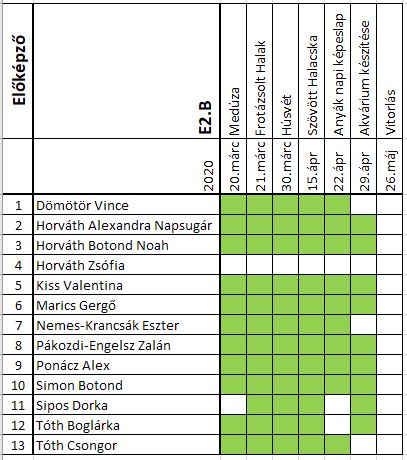 Előképző
E2.B
2020
Medúza
Frotázsolt Halak
Húsvét
Szövött Halacska
Anyák napi képeslap
Akvárium készítése
Vitorlás
20.márc
21.márc
30.márc
15.ápr
22.ápr
29.ápr
26.máj
1 Dömötör Vince
2 Horváth Alexandra Napsugár
3 Horváth Botond Noah
4 Horváth Zsófia
5 Kiss Valentina
6 Marics Gergő
7 Nemes-Krancsák Eszter
8 Pákozdi-Engelsz Zalán
9 Ponácz Alex
10 Simon Botond
11 Sipos Dorka
12 Tóth Boglárka
13 Tóth Csongor